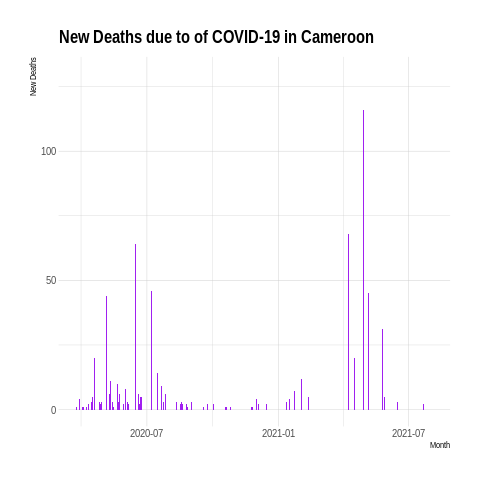 New Deaths due to of COVID-19 in Cameroon
New Deaths
100
50
0
2020-07
2021-01
2021-07
Month